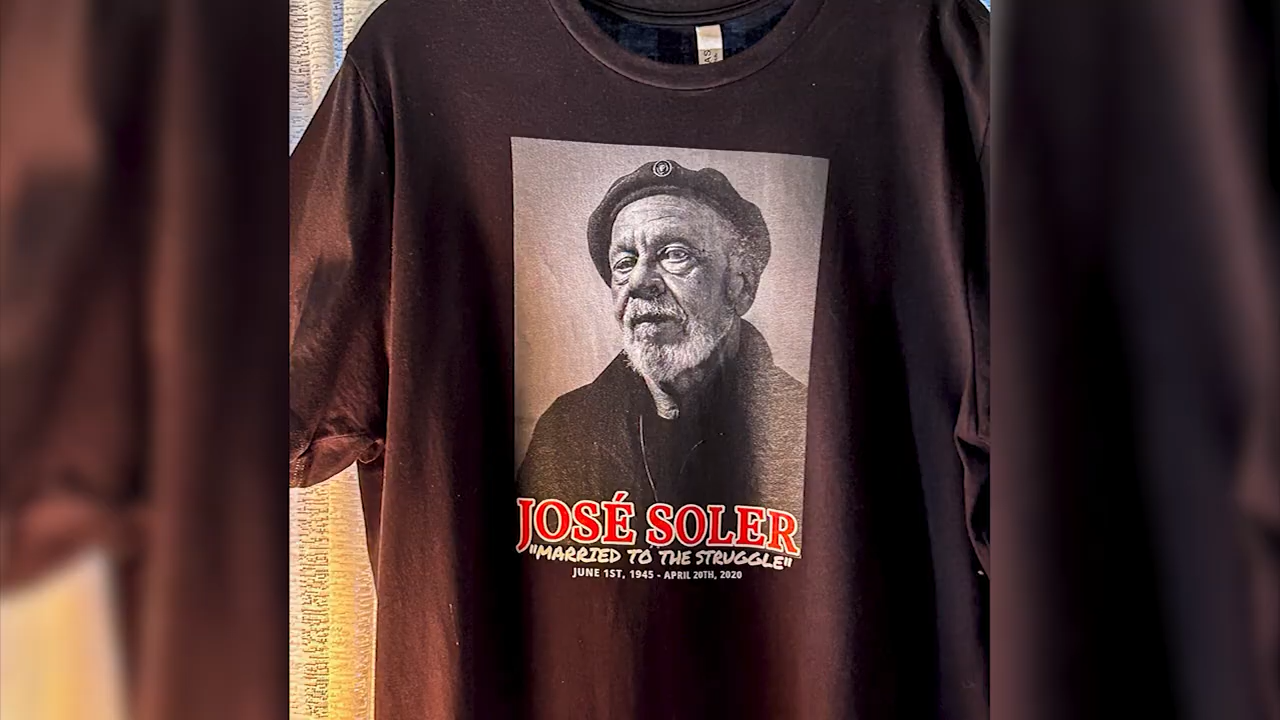 JOSÉ SOLER
"MARRIED TO THE STRUGGLE"
JUNE 1ST, 1945 - APRIL 20TH, 2020